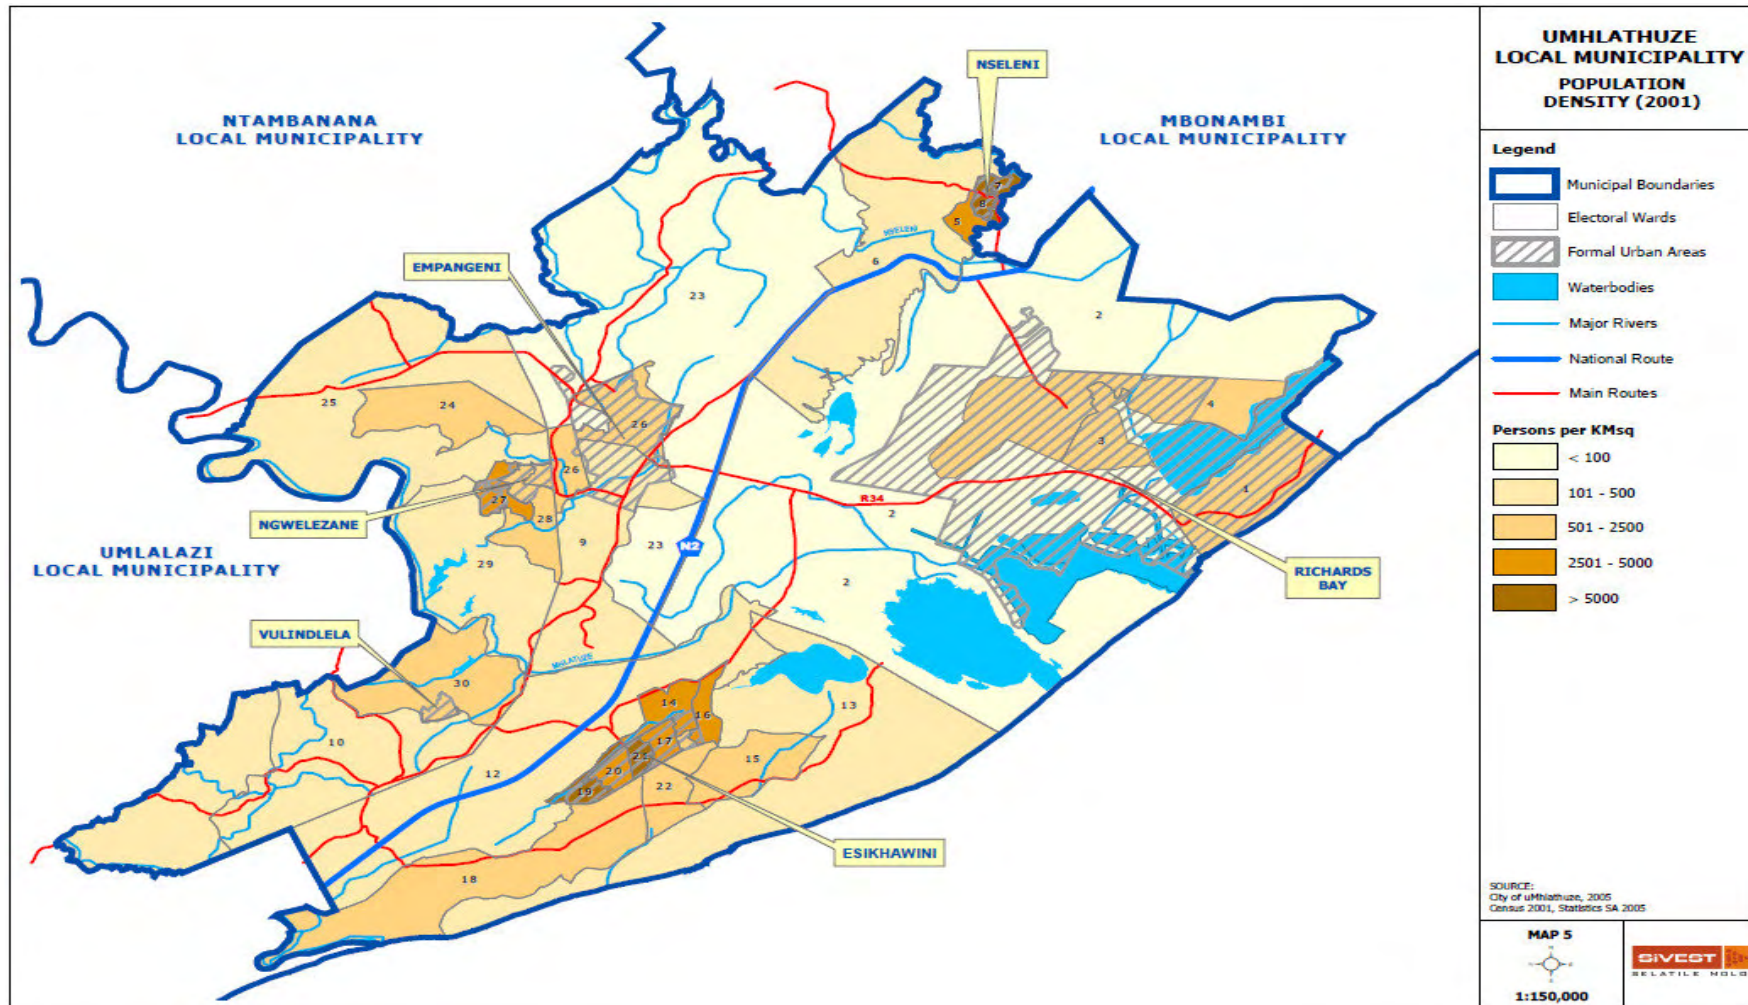 UMHLATHUZE
LOCAL MUNICIPALITY
POPULATION
DENSITY (2001)
Legend
Municipal Boundaries
Electoral Wards
Formal Urban Areas
Waterbodies
Major Rivers
National Route
Main Routes
Persons per KMsq
< 100
101 - 500
501 - 2500
2501 - 5000
> 5000
SOURCE:
City of uMhlathuze, 2005
Census 2001, Statistics SA 2005
MAP 5
1:150,000
SiVEST
SELATILE MOLO
NSELENI
NTAMBANANA
LOCAL MUNICIPALITY
MBONAMBI
LOCAL MUNICIPALITY
7
8
5
NSELENI
6
EMPANGENI
23
2
25
24
26
4
3
26
27
R34
1
NGWELEZANE
28
2
9
23
N2
UMLALAZI
LOCAL MUNICIPALITY
29
2
RICHARDS
BAY
VULINDLELA
MHLATUZE
30
14
16
13
10
17
21
12
20
15
19
22
ESIKHAWINI
18